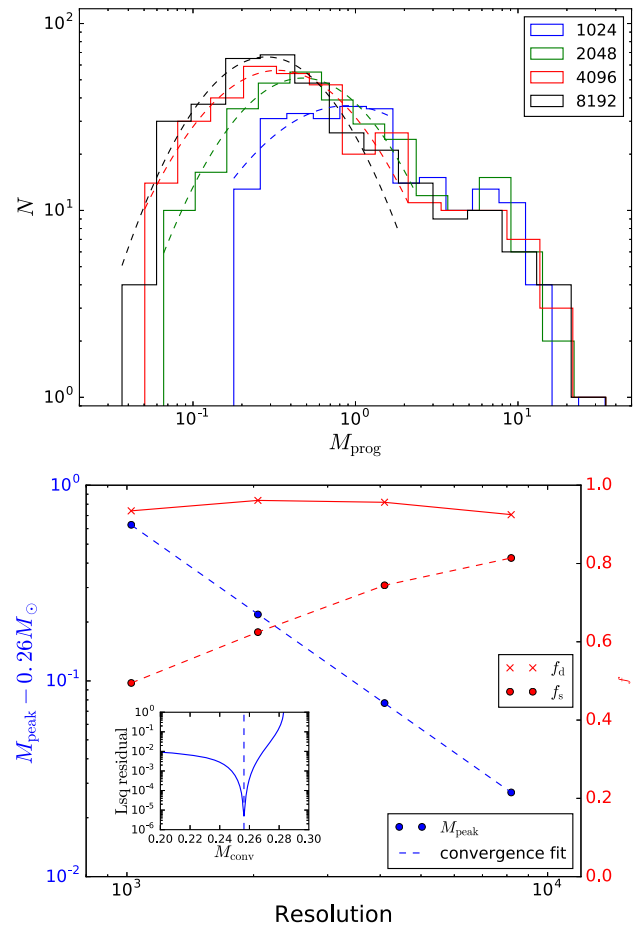 10²
1024
2048
4096
8192
N
10¹
10⁰
10⁻¹ 10⁰ 10¹
M_prog
10⁰ 1.0
0.8
M_peak − 0.26M_⊙
10⁻¹
0.6
f_d
f_s
f
0.4
Lsq residual
10⁰
10⁻¹
10⁻²
10⁻³
10⁻⁴
10⁻⁵
10⁻⁶
0.20 0.22 0.24 0.26 0.28 0.30
M_conv
0.2
M_peak
convergence fit
10⁻² 0.0
10³ 10⁴
Resolution